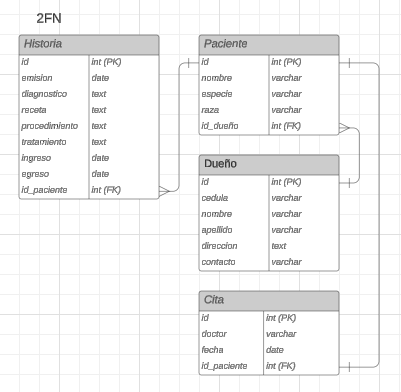 2FN
Historia
id int (PK)
emision date
diagnostico text
receta text
procedimiento text
tratamiento text
ingreso date
egreso date
id_paciente int (FK)
Paciente
id int (PK)
nombre varchar
especie varchar
raza varchar
id_dueño int (FK)
Dueño
id int (PK)
cedula varchar
nombre varchar
apellido varchar
direccion text
contacto varchar
Cita
id int (PK)
doctor varchar
fecha date
id_paciente int (FK)